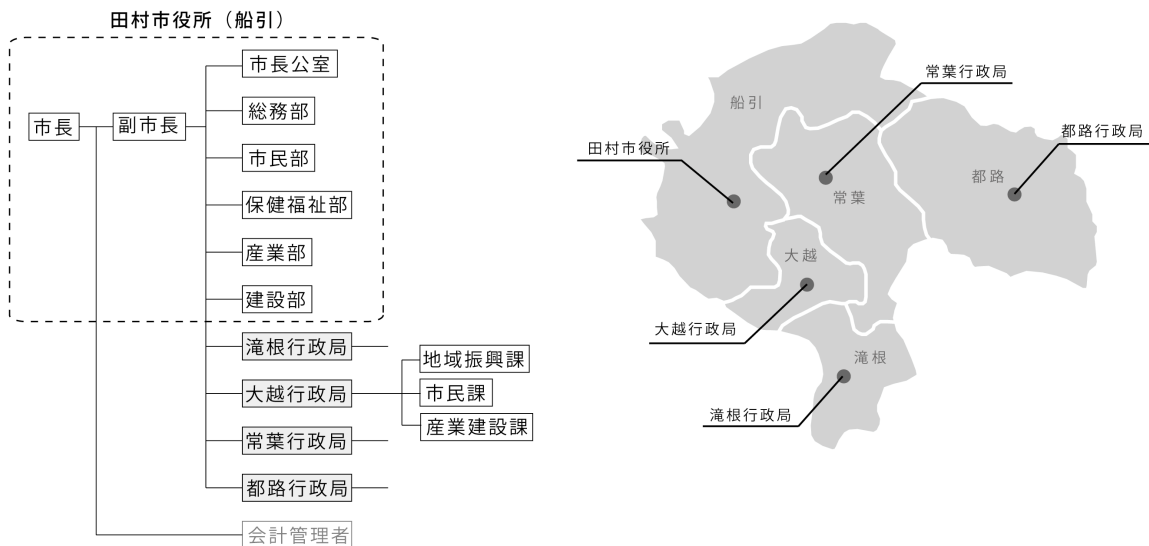 田村市役所（船引）
市長
副市長
市長公室
総務部
市民部
保健福祉部
産業部
建設部
滝根行政局
大越行政局
常葉行政局
都路行政局
会計管理者
地域振興課
市民課
産業建設課
常葉行政局
船引
都路行政局
田村市役所
都路
常葉
大越
大越行政局
滝根
滝根行政局